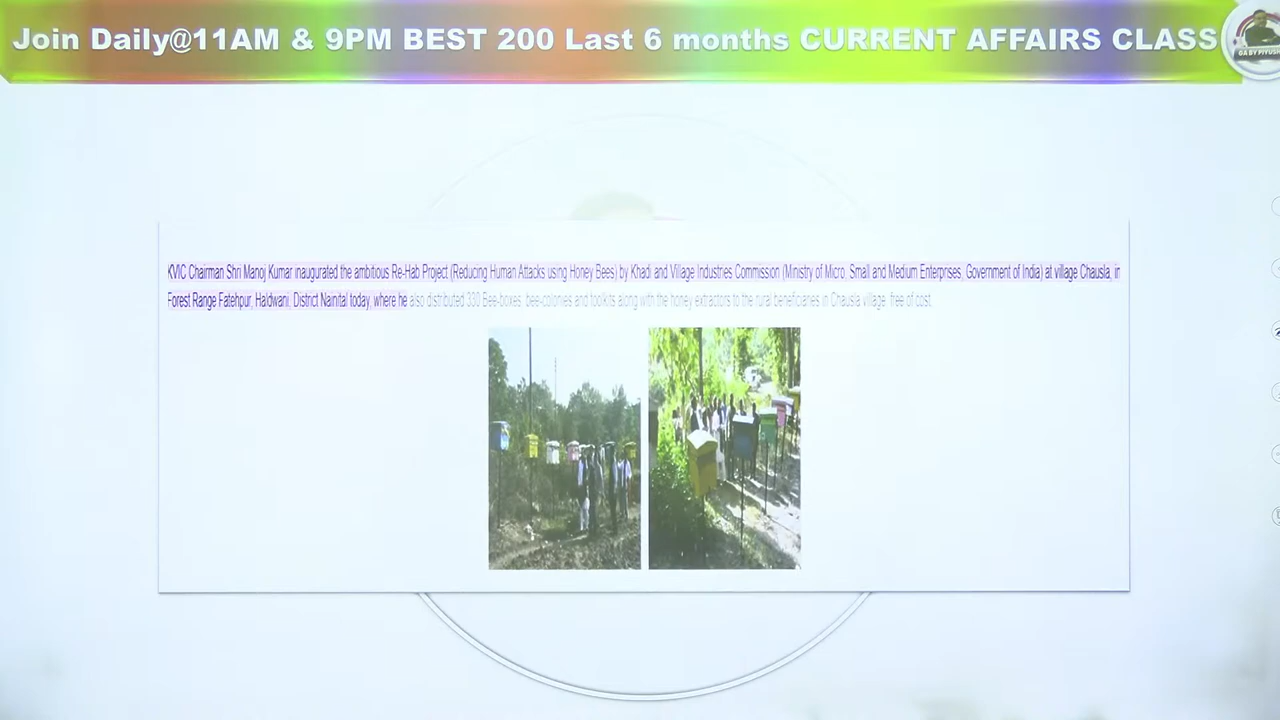 Join Daily@11AM & 9PM BEST 200 Last 6 months CURRENT AFFAIRS CLASS
GA BY PIYUSH
KVIC Chairman Shri Manoj Kumar inaugurated the ambitious Re-Hab Project (Reducing Human Attacks using Honey Bees) by Khadi and Village Industries Commission (Ministry of Micro, Small and Medium Enterprises, Government of India) at village Chausla, in
Forest Range Fatehpur, Haldwani, District Nainital today, where he also distributed 330 Bee-boxes, bee-colonies and toolkits along with the honey extractors to the rural beneficiaries in Chausla village, free of cost.